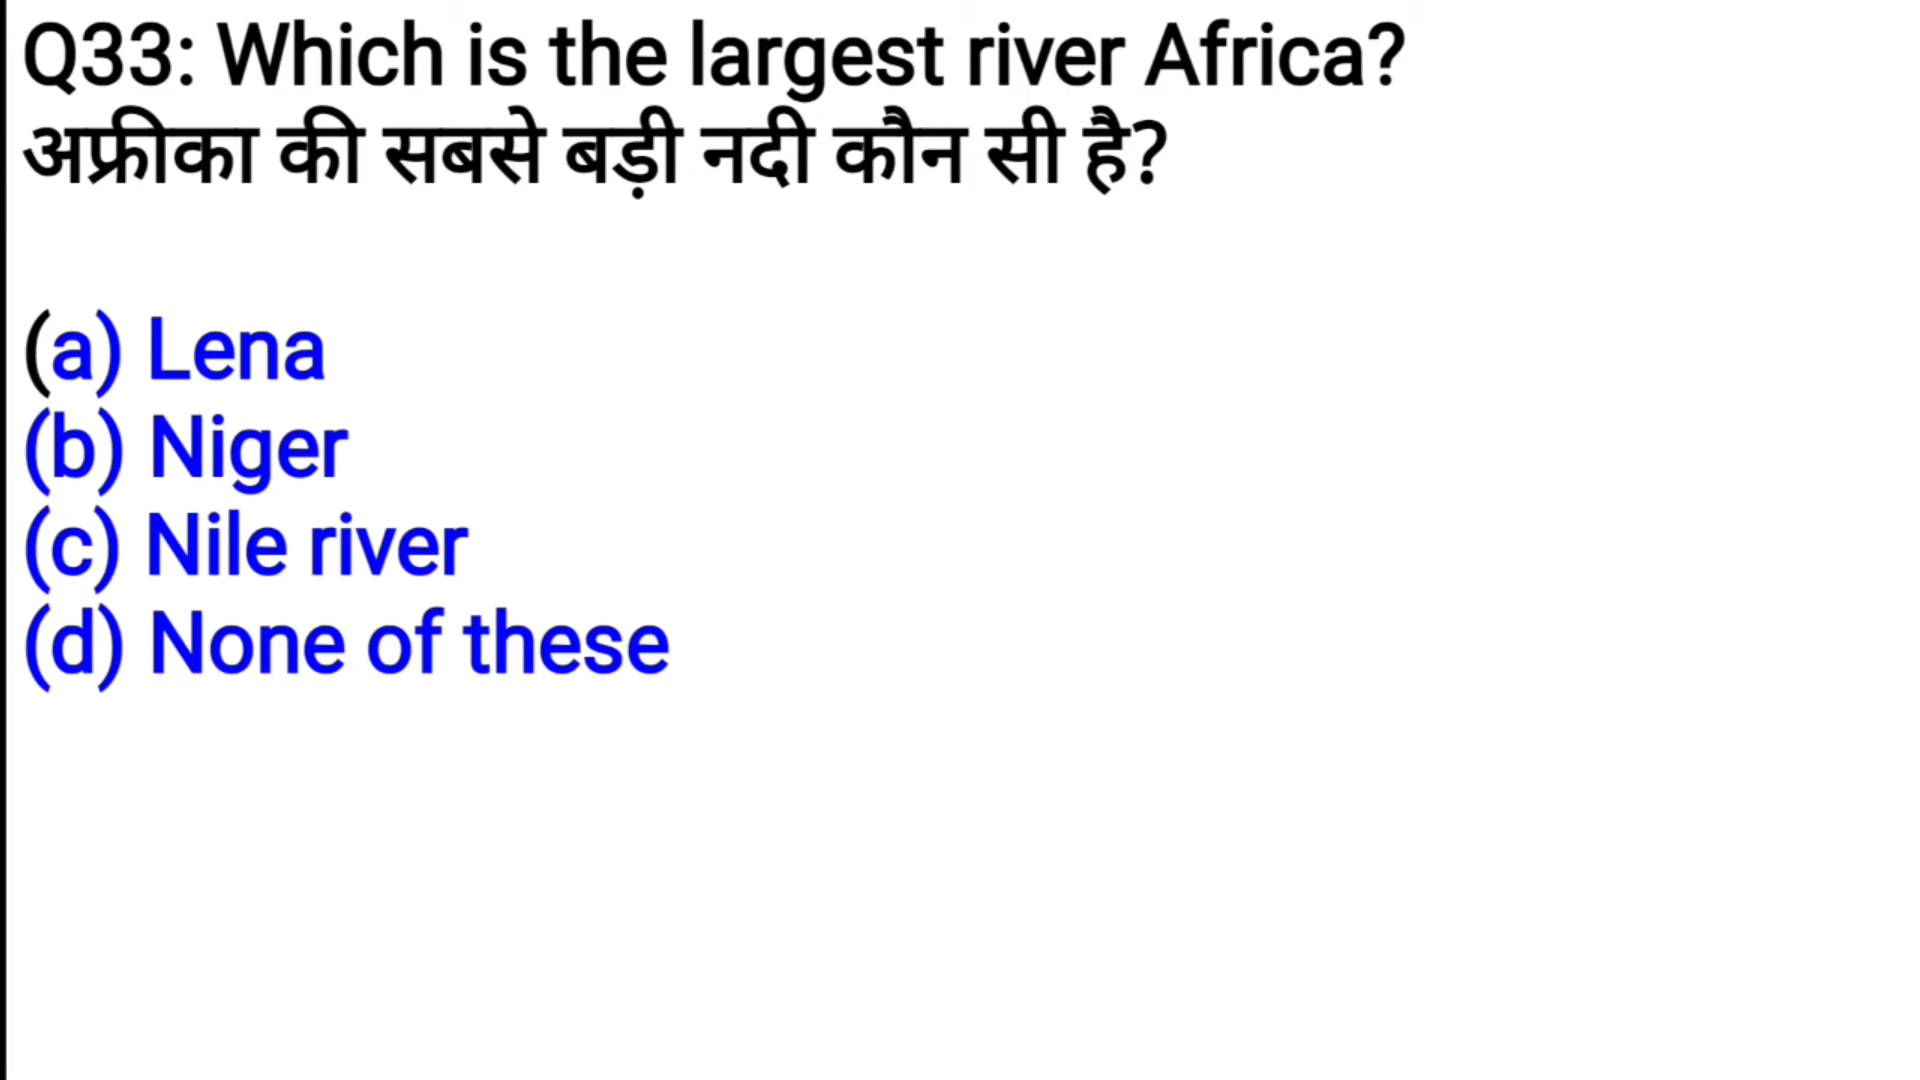 Q33: Which is the largest river Africa?
अफ्रीका की सबसे बड़ी नदी कौन सी है?
(a) Lena
(b) Niger
(c) Nile river
(d) None of these